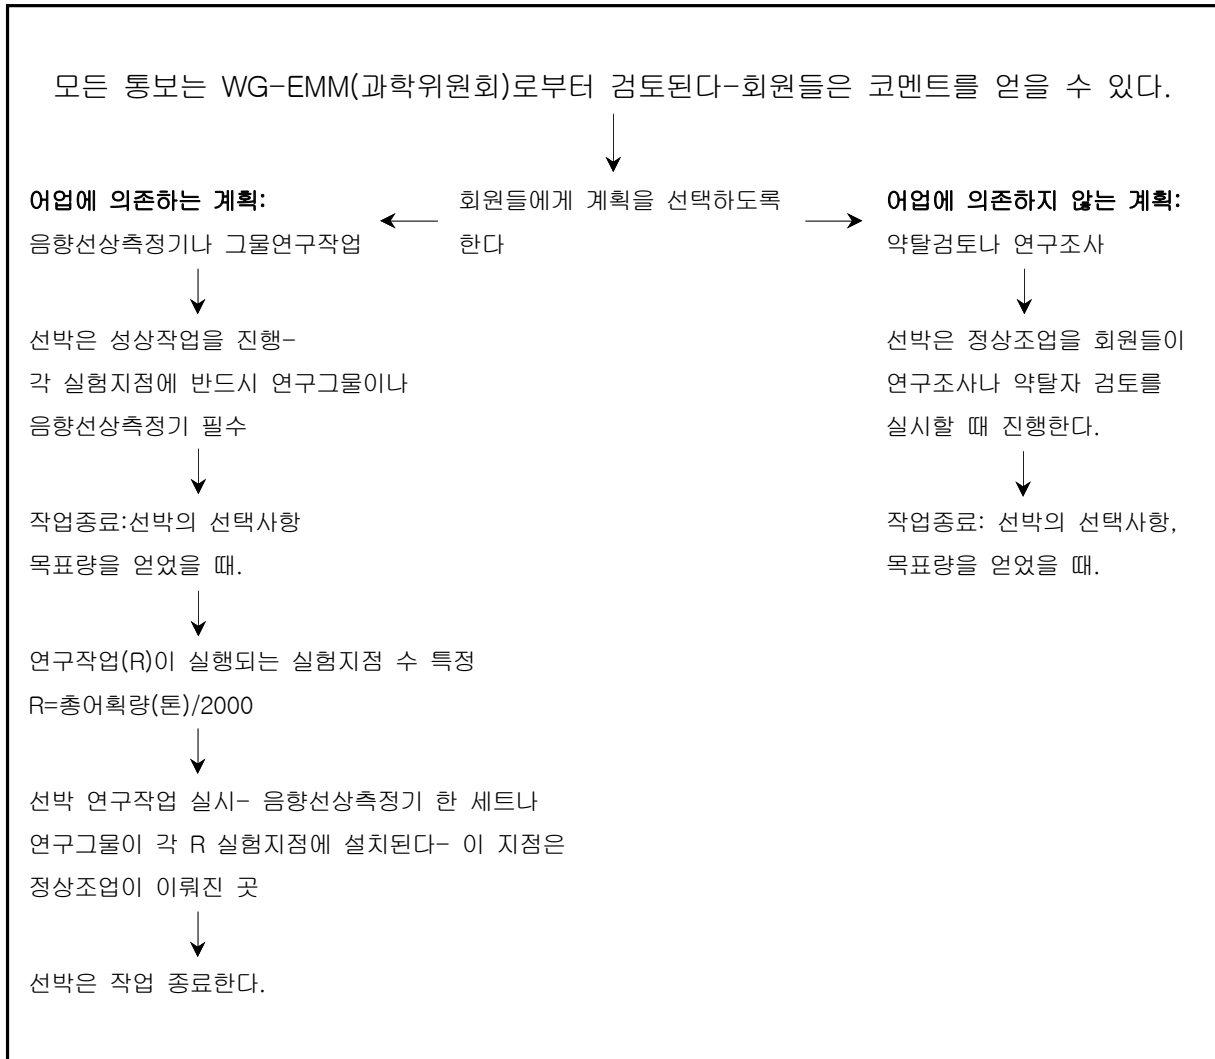 모든 통보는 WG-EMM(과학위원회)로부터 검토된다-회원들은 코멘트를 얻을 수 있다.
회원들에게 계획을 선택하도록
한다
어업에 의존하는 계획:
음향선상측정기나 그물연구작업
선박은 성상작업을 진행-
각 실험지점에 반드시 연구그물이나
음향선상측정기 필수
작업종료:선박의 선택사항
목표량을 얻었을 때.
연구작업(R)이 실행되는 실험지점 수 특정
R=총어획량(톤)/2000
선박 연구작업 실시- 음향선상측정기 한 세트나
연구그물이 각 R 실험지점에 설치된다- 이 지점은
정상조업이 이뤄진 곳
선박은 작업 종료한다.
어업에 의존하지 않는 계획:
약탈검토나 연구조사
선박은 정상조업을 회원들이
연구조사나 약탈자 검토를
실시할 때 진행한다.
작업종료: 선박의 선택사항,
목표량을 얻었을 때.